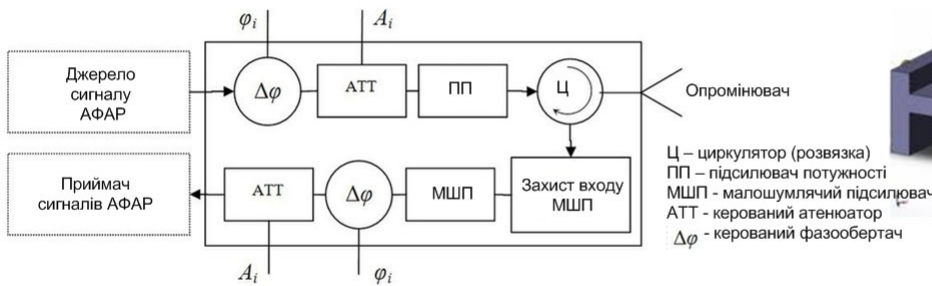 φi
Ai
Джерело
сигналу
АФАР
Δφ
АТТ
ПП
Ц
Опромінювач
Приймач
сигналів АФАР
АТТ
Δφ
МШП
Захист входу
МШП
Ai
φi
Ц – циркулятор (розвязка)
ПП – підсилювач потужності
МШП - малошумлячий підсилювач
АТТ - керований атенюатор
Δφ - керований фазообертач